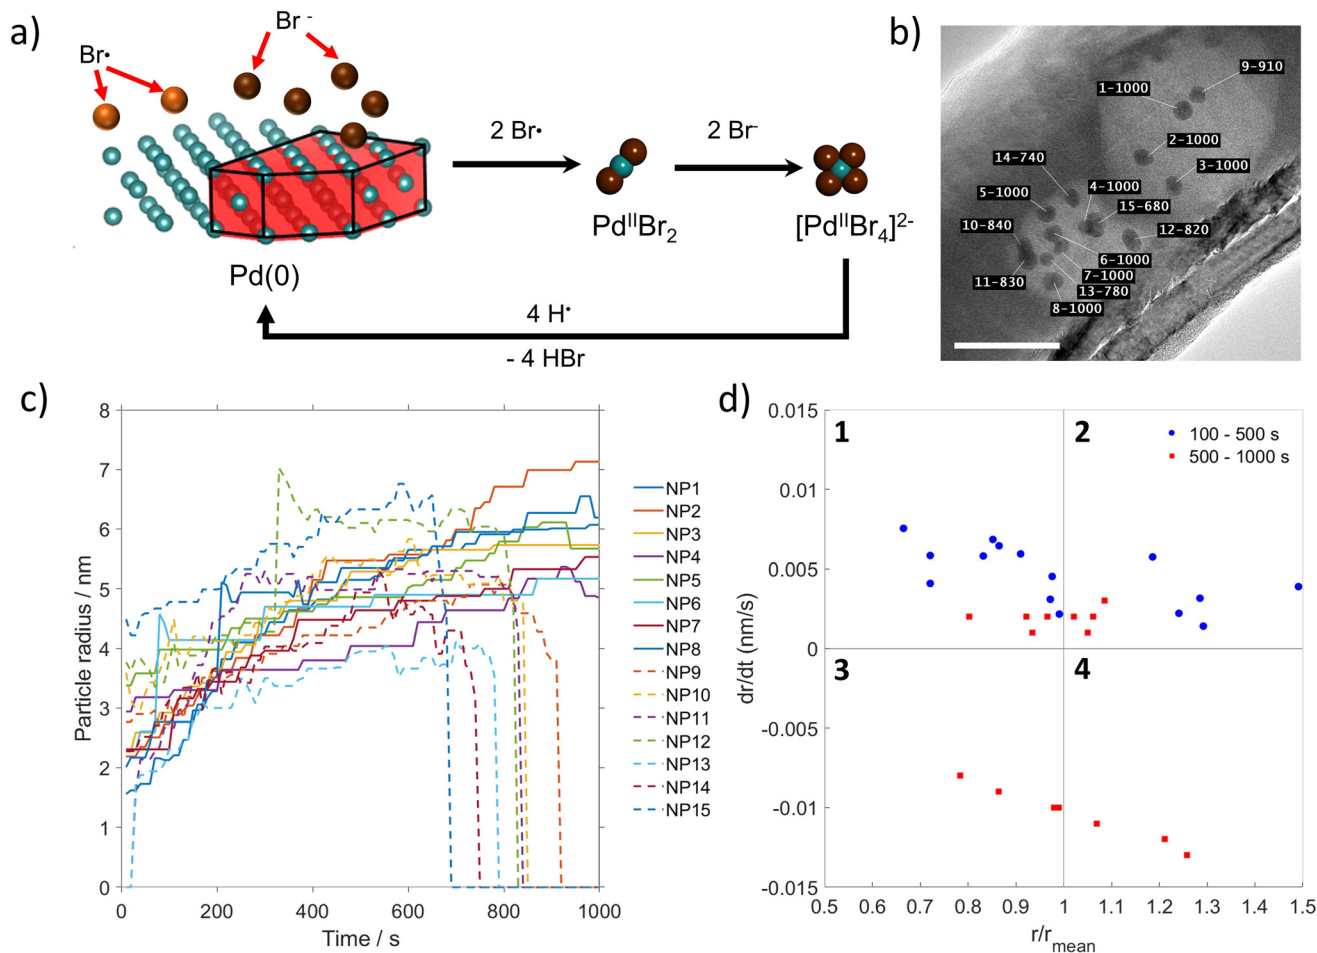 a)
Br•
Br -
2 Br•
2 Br-
Pd(0)
PdIIBr2
[PdIIBr4]2-
4 H•
- 4 HBr
b)
9-910
1-1000
2-1000
14-740
3-1000
5-1000
4-1000
15-680
10-840
12-820
6-1000
7-1000
11-830
13-780
8-1000
c)
Particle radius / nm
8
7
6
5
4
3
2
1
0
0
200
400
600
800
1000
Time / s
NP1
NP2
NP3
NP4
NP5
NP6
NP7
NP8
NP9
NP10
NP11
NP12
NP13
NP14
NP15
d)
dr/dt (nm/s)
0.015
0.01
0.005
0
-0.005
-0.01
-0.015
1
2
3
4
100 - 500 s
500 - 1000 s
0.5
0.6
0.7
0.8
0.9
1
1.1
1.2
1.3
1.4
1.5
r/rmean